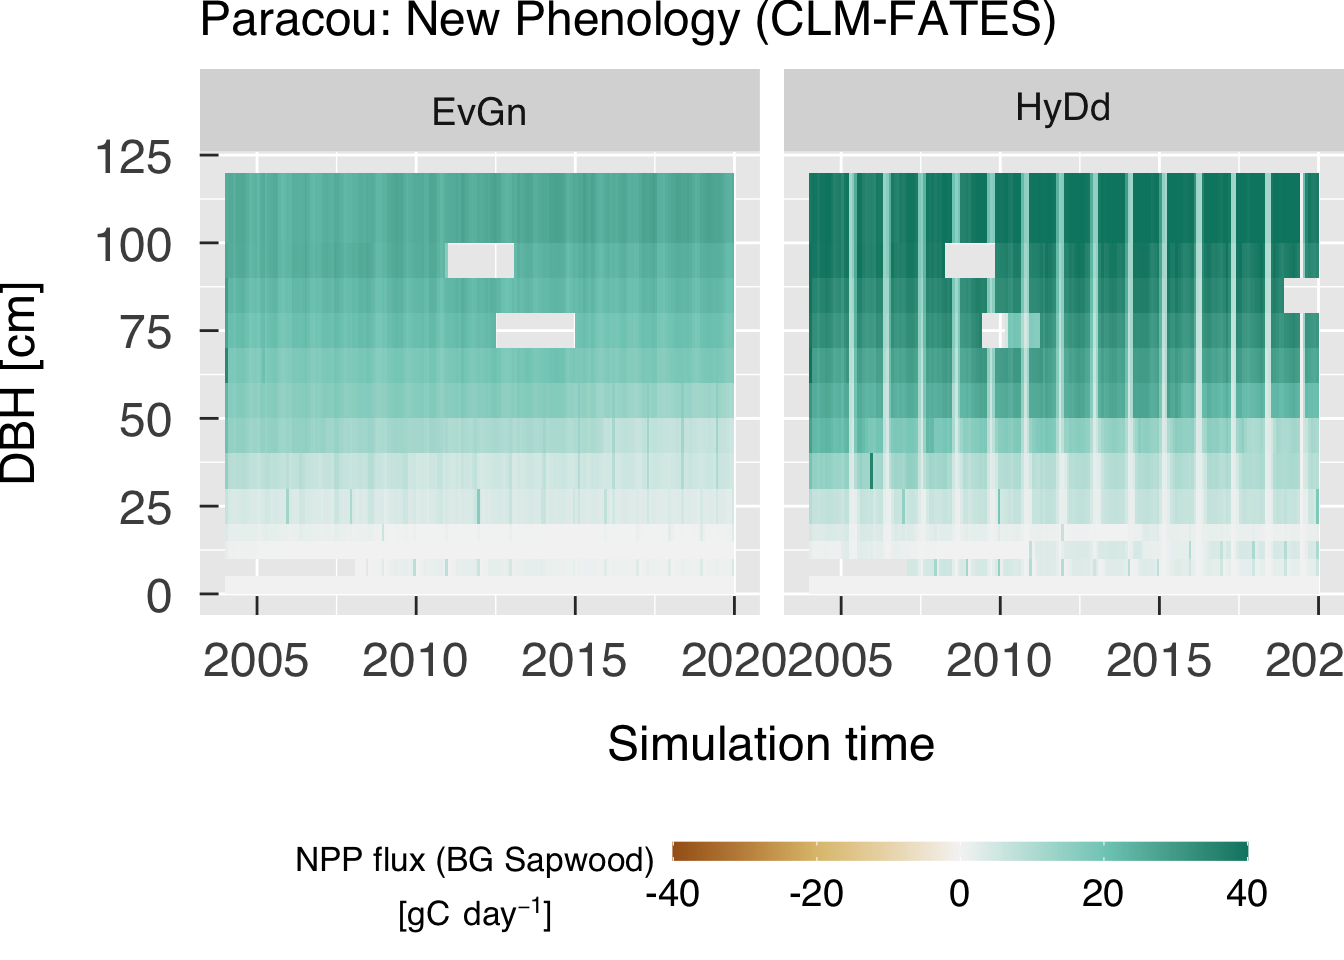 Paracou: New Phenology (CLM-FATES)
EvGn HyDd
DBH [cm]
125
100
75
50
25
0
2005 2010 2015 2020 2005 2010 2015 202
Simulation time
NPP flux (BG Sapwood)
[gC day⁻¹]
-40 -20 0 20 40